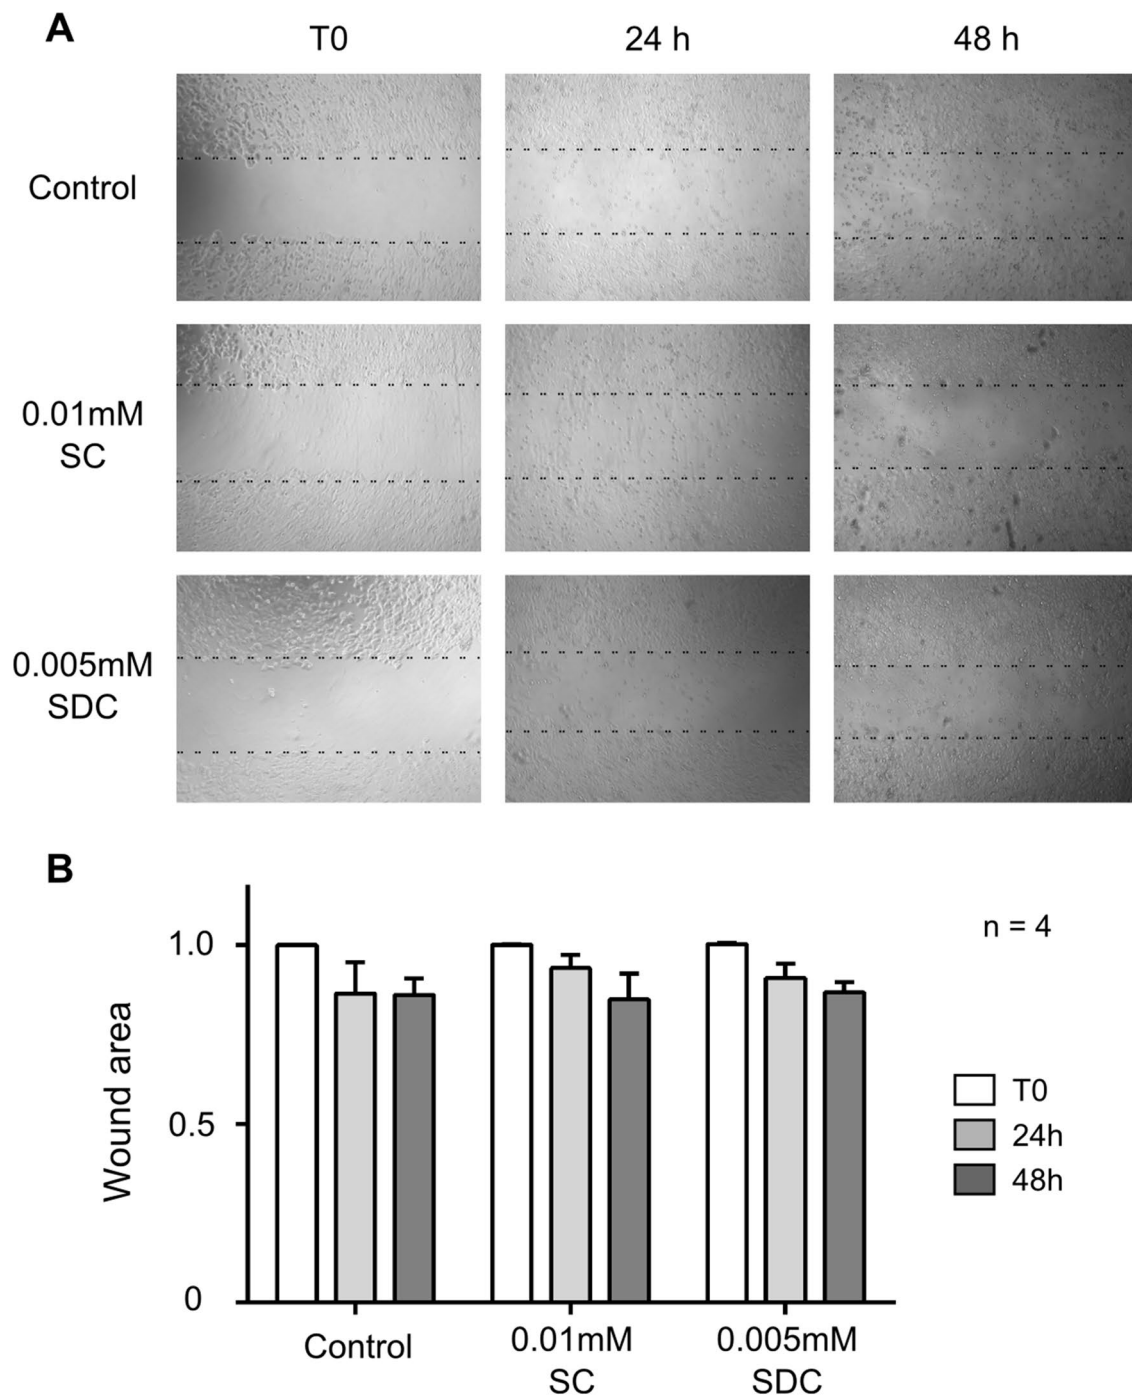 A
T0 24 h 48 h
Control
0.01mM
SC
0.005mM
SDC
B
n = 4
1.0
0.5
0
Wound area
T0
24h
48h
Control 0.01mM 0.005mM
SC SDC